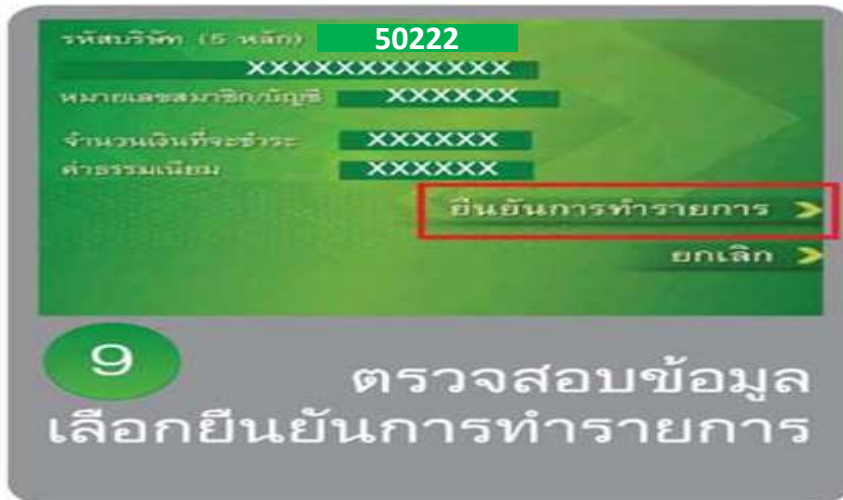 รหัสบริษัท (5 หลัก) 50222
XXXXXXXXXXXX
หมายเลขสมาชิก/บัญชี XXXXXX
จำนวนเงินที่จะชำระ XXXXXX
ค่าธรรมเนียม XXXXXX
ยืนยันการทำรายการ
ยกเลิก
9
ตรวจสอบข้อมูล
เลือกยืนยันการทำรายการ